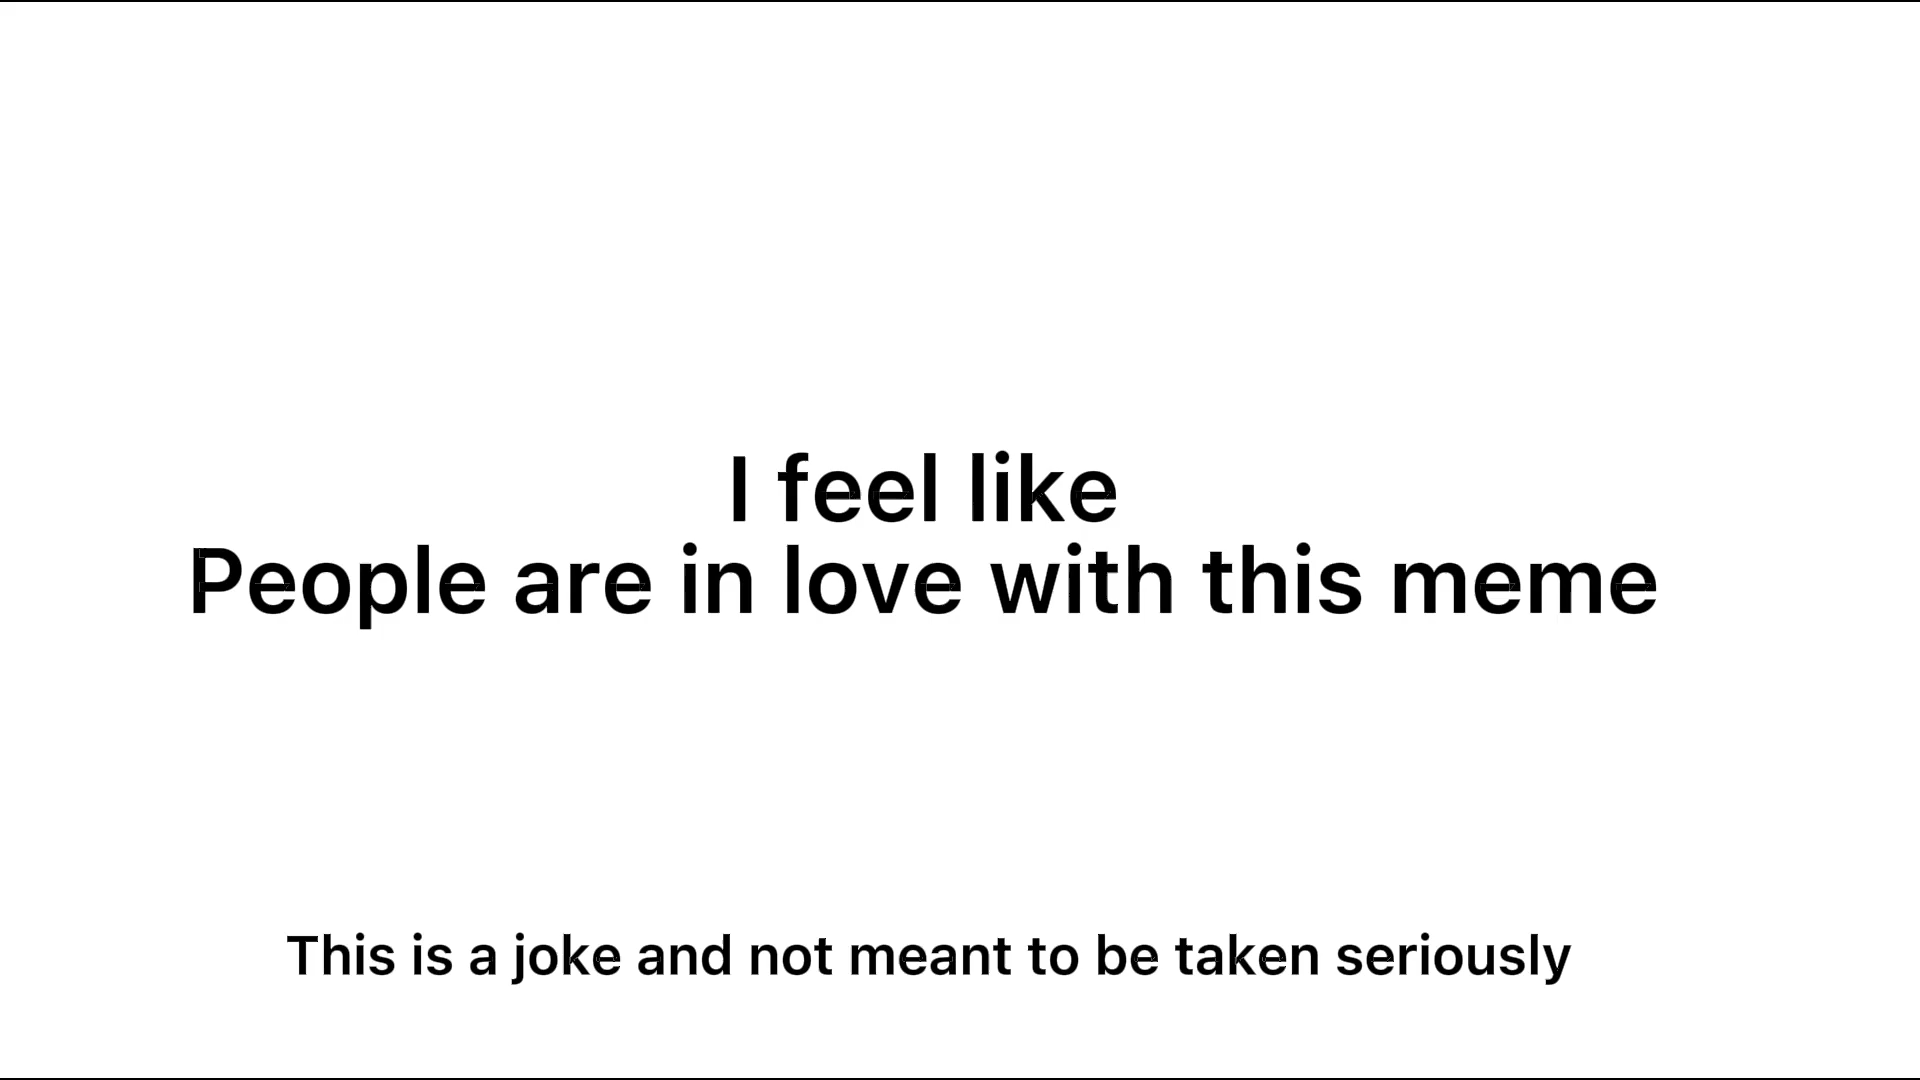 I feel like
People are in love with this meme
This is a joke and not meant to be taken seriously